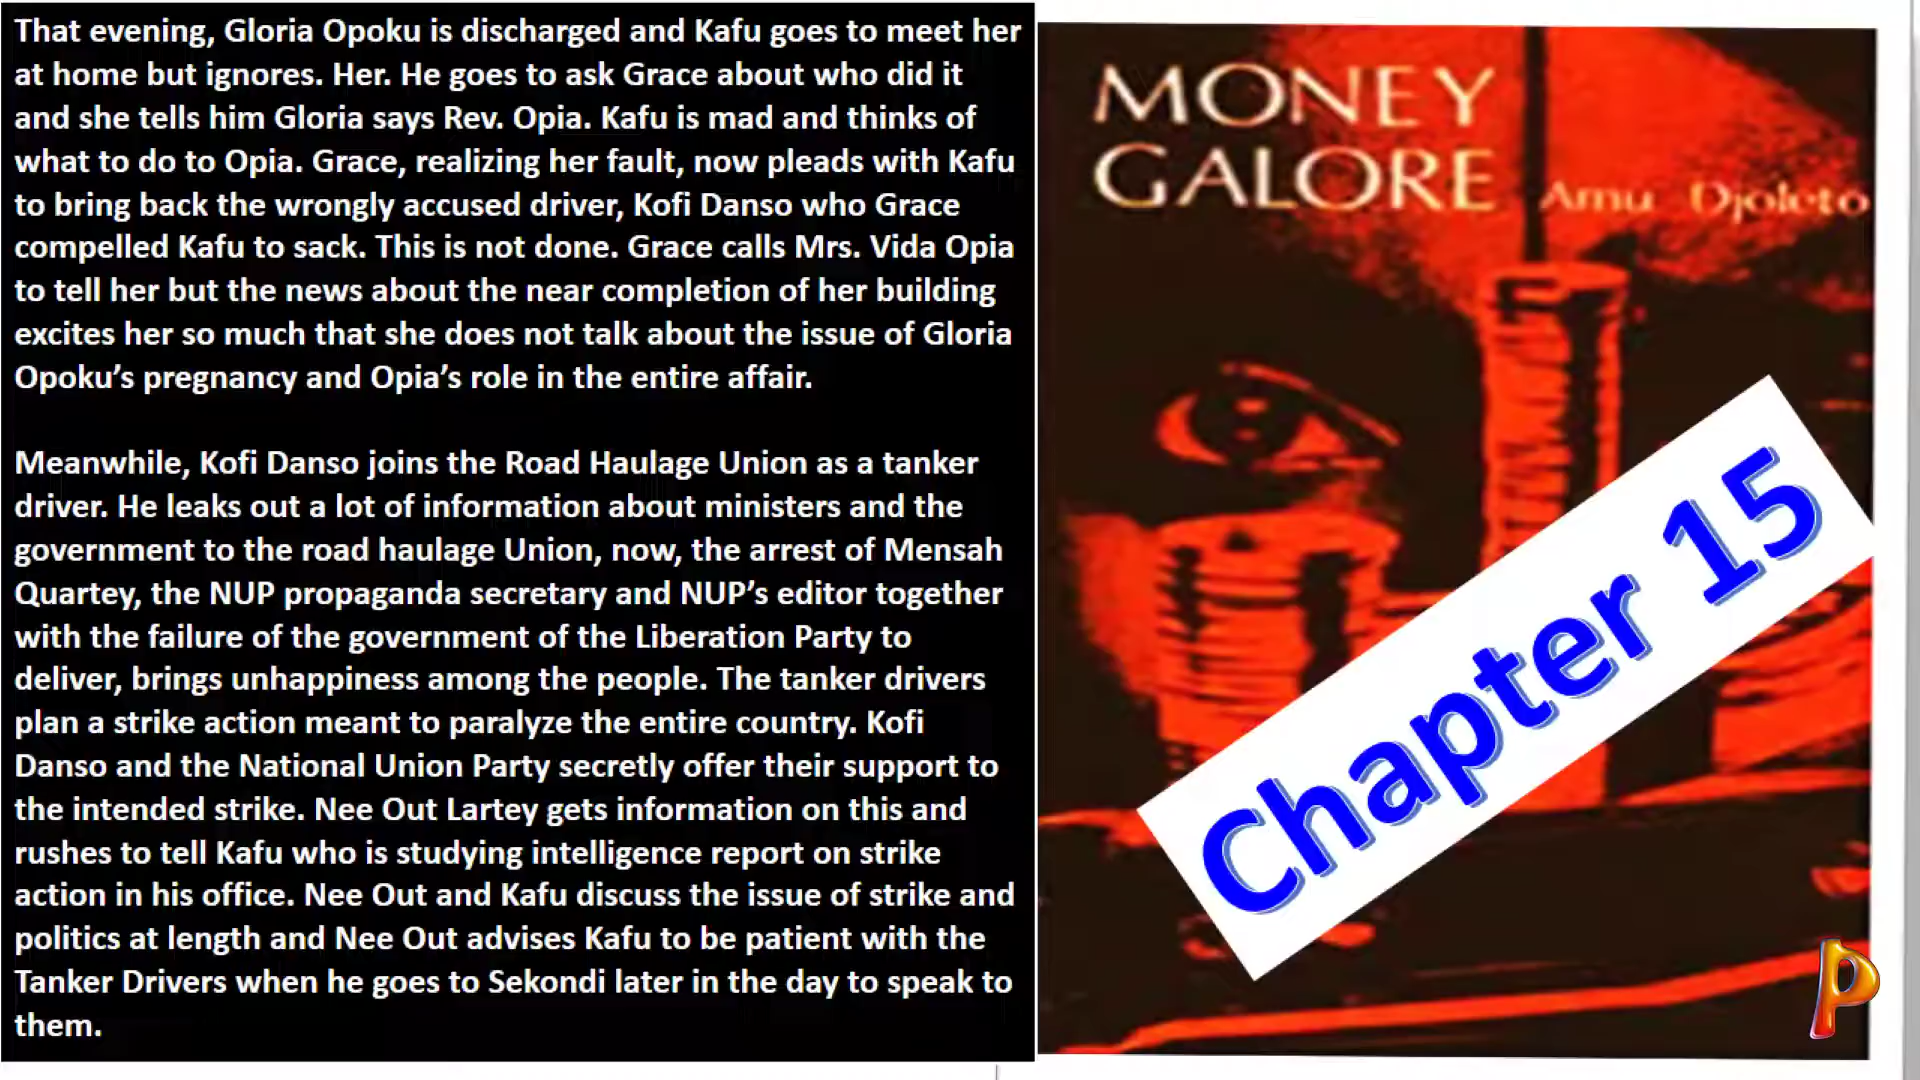 That evening, Gloria Opoku is discharged and Kafu goes to meet her
at home but ignores. Her. He goes to ask Grace about who did it
and she tells him Gloria says Rev. Opia. Kafu is mad and thinks of
what to do to Opia. Grace, realizing her fault, now pleads with Kafu
to bring back the wrongly accused driver, Kofi Danso who Grace
compelled Kafu to sack. This is not done. Grace calls Mrs. Vida Opia
to tell her but the news about the near completion of her building
excites her so much that she does not talk about the issue of Gloria
Opoku’s pregnancy and Opia’s role in the entire affair.
Meanwhile, Kofi Danso joins the Road Haulage Union as a tanker
driver. He leaks out a lot of information about ministers and the
government to the road haulage Union, now, the arrest of Mensah
Quartey, the NUP propaganda secretary and NUP’s editor together
with the failure of the government of the Liberation Party to
deliver, brings unhappiness among the people. The tanker drivers
plan a strike action meant to paralyze the entire country. Kofi
Danso and the National Union Party secretly offer their support to
the intended strike. Nee Out Lartey gets information on this and
rushes to tell Kafu who is studying intelligence report on strike
action in his office. Nee Out and Kafu discuss the issue of strike and
politics at length and Nee Out advises Kafu to be patient with the
Tanker Drivers when he goes to Sekondi later in the day to speak to
them.
MONEY
GALORE
Amu Djoleto
Chapter 15
P